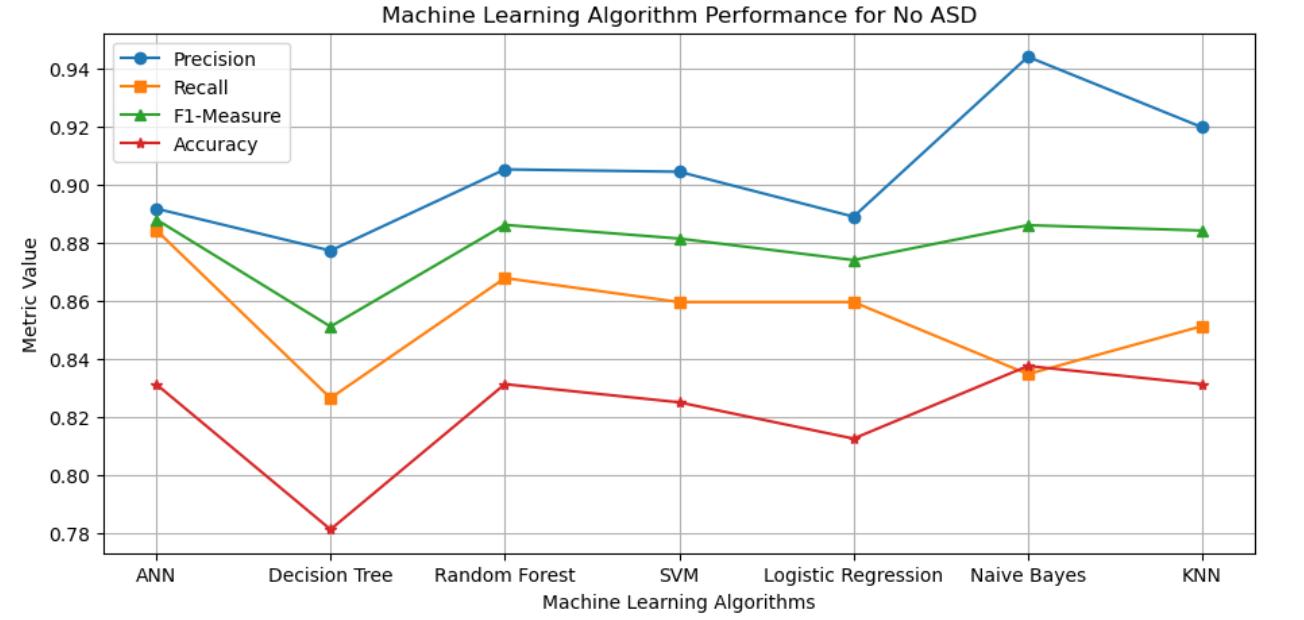 Machine Learning Algorithm Performance for No ASD
Precision
Recall
F1-Measure
Accuracy
0.94
0.92
0.90
0.88
0.86
0.84
0.82
0.80
0.78
Metric Value
ANN Decision Tree Random Forest SVM Logistic Regression Naive Bayes KNN
Machine Learning Algorithms